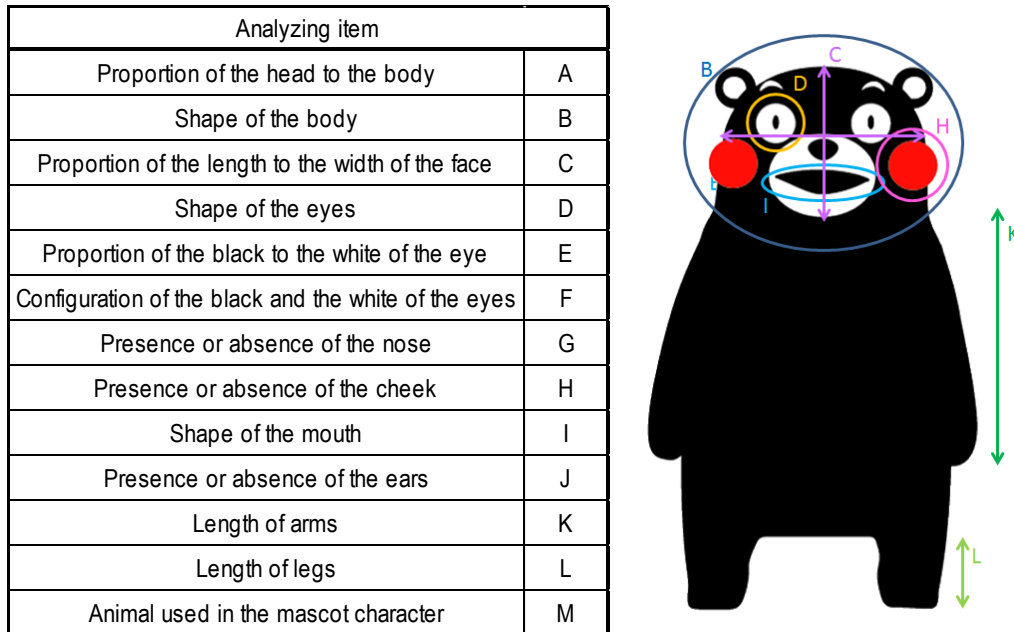 Analyzing item
Proportion of the head to the body A
Shape of the body B
Proportion of the length to the width of the face C
Shape of the eyes D
Proportion of the black to the white of the eye E
Configuration of the black and the white of the eyes F
Presence or absence of the nose G
Presence or absence of the cheek H
Shape of the mouth I
Presence or absence of the ears J
Length of arms K
Length of legs L
Animal used in the mascot character M
C
B
D
H
E
I
K
L